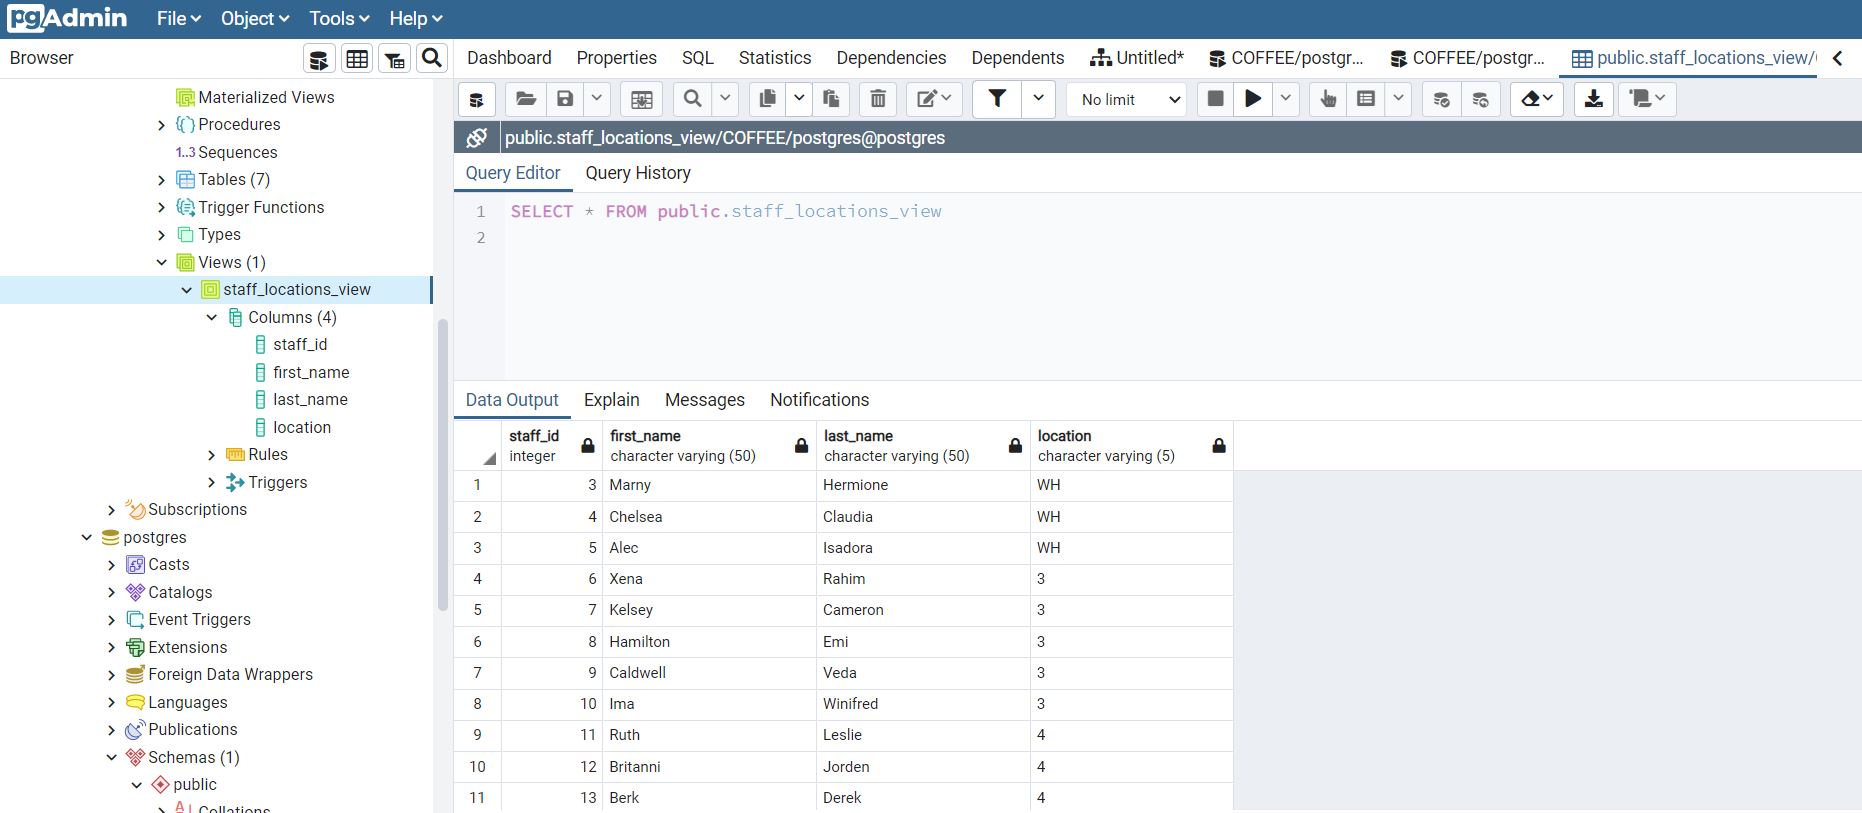 pgAdmin File Object Tools Help
Browser
Dashboard Properties SQL Statistics Dependencies Dependents Untitled* COFFEE/postgr... COFFEE/postgr... public.staff_locations_view/
Materialized Views
Procedures
1..3 Sequences
Tables (7)
Trigger Functions
Types
Views (1)
staff_locations_view
Columns (4)
staff_id
first_name
last_name
location
Rules
Triggers
Subscriptions
postgres
Casts
Catalogs
Event Triggers
Extensions
Foreign Data Wrappers
Languages
Publications
Schemas (1)
public
Collations
No limit
public.staff_locations_view/COFFEE/postgres@postgres
Query Editor Query History
1 SELECT * FROM public.staff_locations_view
2
Data Output Explain Messages Notifications
staff_id first_name last_name location
integer character varying (50) character varying (50) character varying (5)
1 3 Marny Hermione WH
2 4 Chelsea Claudia WH
3 5 Alec Isadora WH
4 6 Xena Rahim 3
5 7 Kelsey Cameron 3
6 8 Hamilton Emi 3
7 9 Caldwell Veda 3
8 10 Ima Winifred 3
9 11 Ruth Leslie 4
10 12 Britanni Jorden 4
11 13 Berk Derek 4